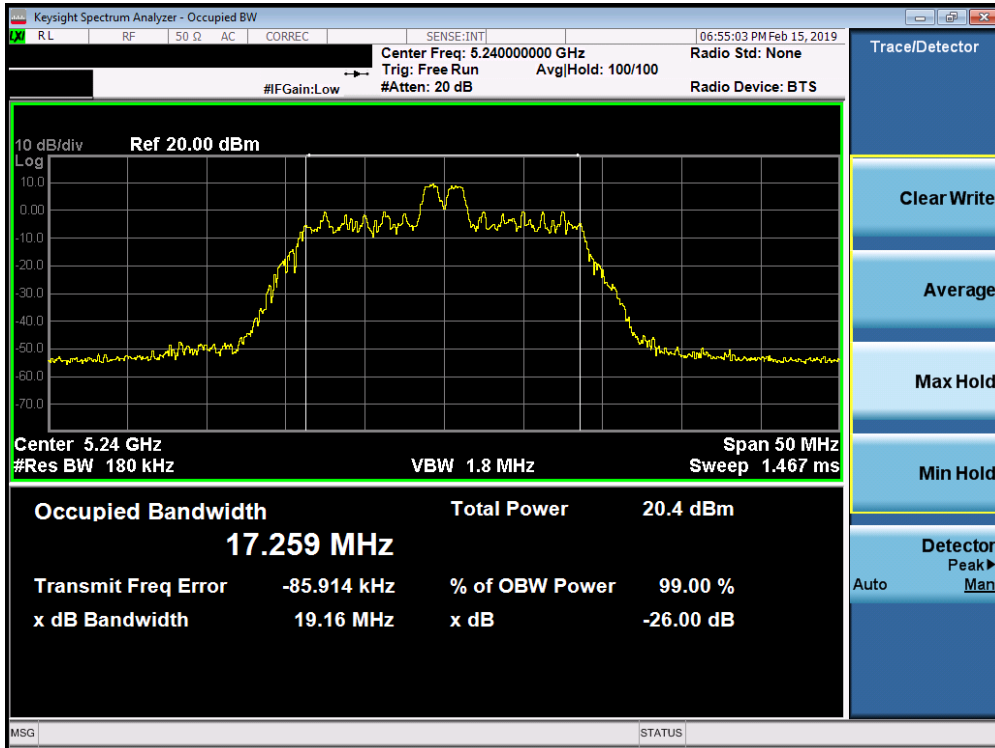 Keysight Spectrum Analyzer - Occupied BW
LXI RL RF 50 Ω AC CORREC SENSE:INT 06:55:03 PM Feb 15, 2019
Center Freq: 5.240000000 GHz Radio Std: None
Trig: Free Run Avg|Hold: 100/100
#IFGain:Low #Atten: 20 dB Radio Device: BTS
10 dB/div Ref 20.00 dBm
Log
10.0
0.00
-10.0
-20.0
-30.0
-40.0
-50.0
-60.0
-70.0
Center 5.24 GHz Span 50 MHz
#Res BW 180 kHz VBW 1.8 MHz Sweep 1.467 ms
Occupied Bandwidth Total Power 20.4 dBm
17.259 MHz
Transmit Freq Error -85.914 kHz % of OBW Power 99.00 %
x dB Bandwidth 19.16 MHz x dB -26.00 dB
MSG STATUS
Trace/Detector
Clear Write
Average
Max Hold
Min Hold
Detector
Peak▶
Auto Man